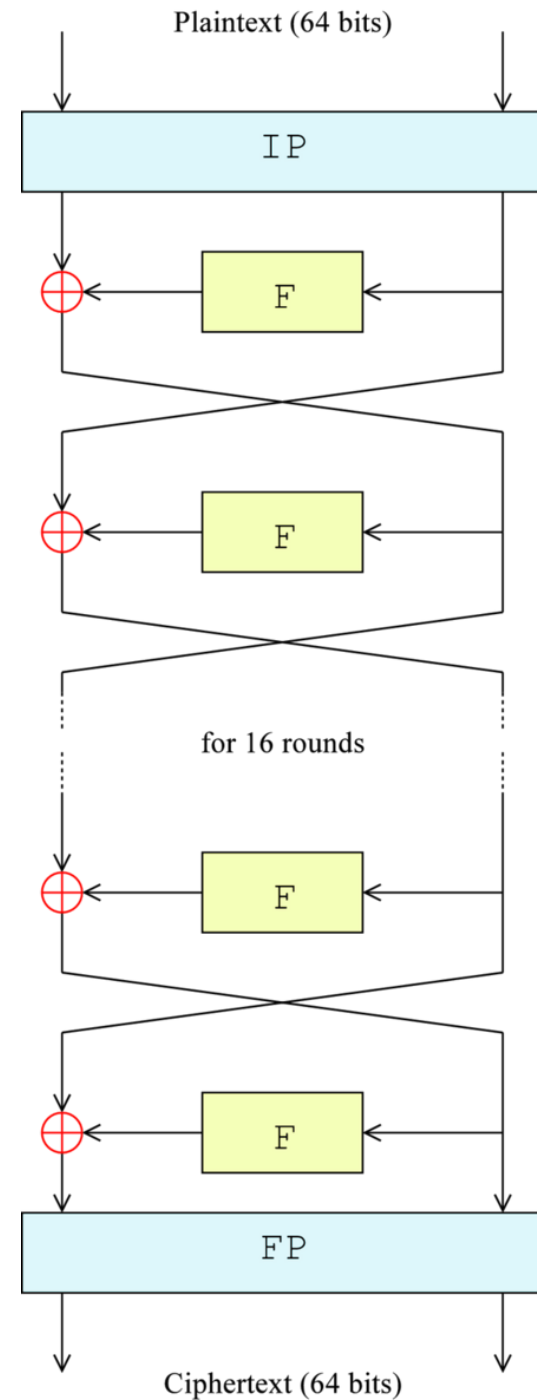 Plaintext (64 bits)
IP
F
F
for 16 rounds
F
F
FP
Ciphertext (64 bits)